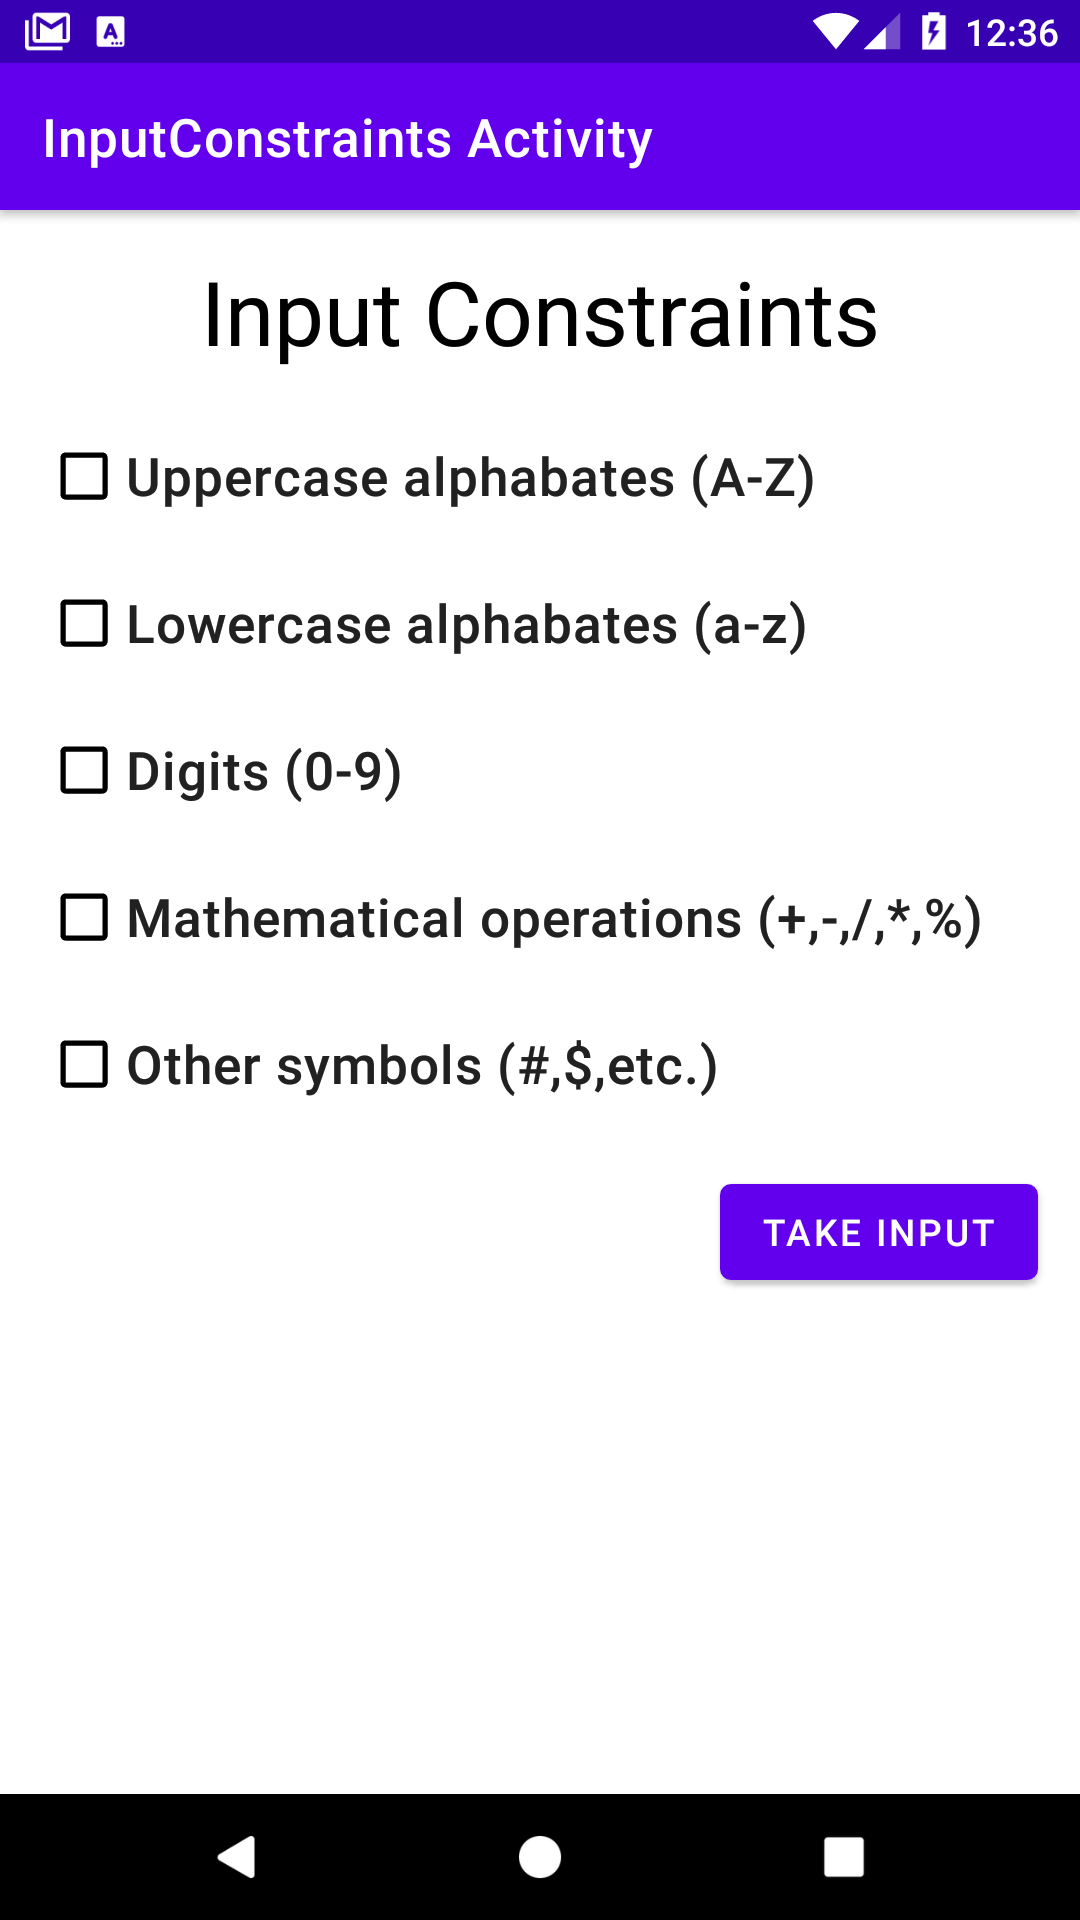 12:36
InputConstraints Activity
Input Constraints
Uppercase alphabates (A-Z)
Lowercase alphabates (a-z)
Digits (0-9)
Mathematical operations (+,-,/,*,%)
Other symbols (#,$,etc.)
TAKE INPUT